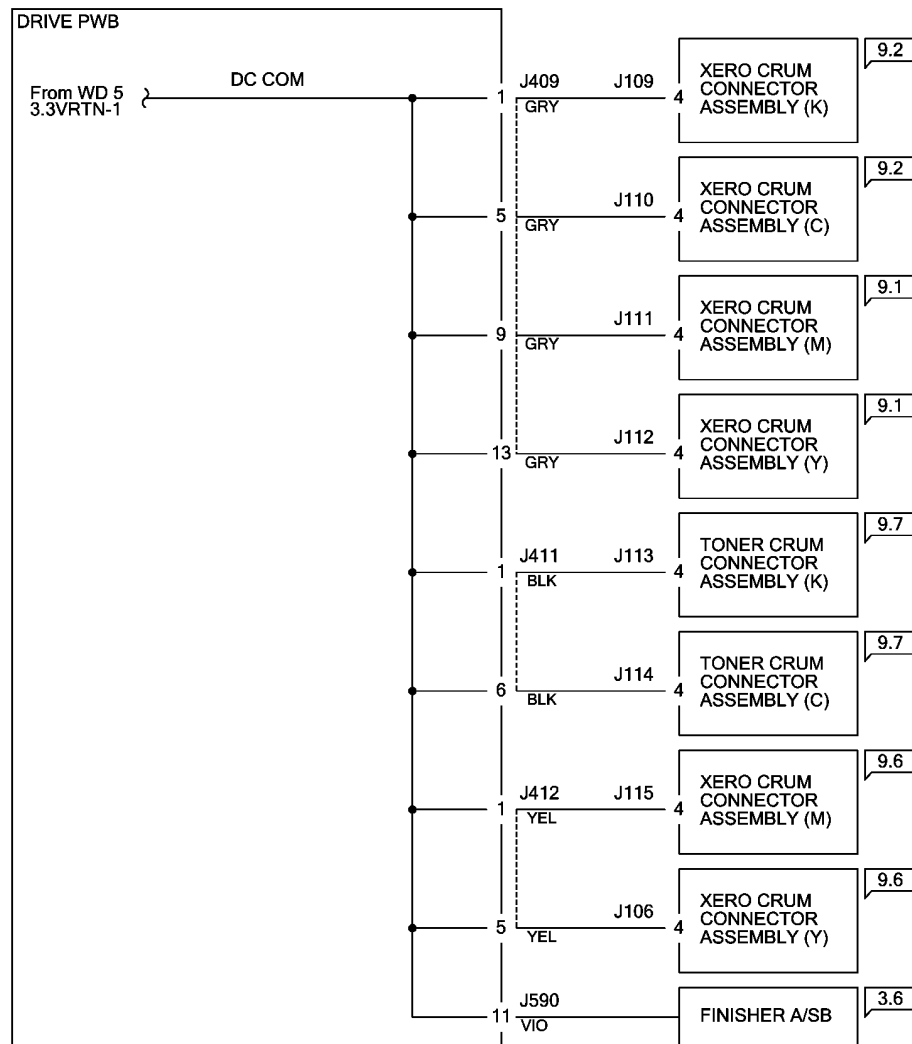 DRIVE PWB
From WD 5
3.3VRTN-1
DC COM
1
J409
GRY
J109
4
XERO CRUM
CONNECTOR
ASSEMBLY (K)
9.2
5
GRY
J110
4
XERO CRUM
CONNECTOR
ASSEMBLY (C)
9.2
9
GRY
J111
4
XERO CRUM
CONNECTOR
ASSEMBLY (M)
9.1
13
GRY
J112
4
XERO CRUM
CONNECTOR
ASSEMBLY (Y)
9.1
1
J411
BLK
J113
4
TONER CRUM
CONNECTOR
ASSEMBLY (K)
9.7
6
BLK
J114
4
TONER CRUM
CONNECTOR
ASSEMBLY (C)
9.7
1
J412
YEL
J115
4
XERO CRUM
CONNECTOR
ASSEMBLY (M)
9.6
5
YEL
J106
4
XERO CRUM
CONNECTOR
ASSEMBLY (Y)
9.6
11
J590
VIO
FINISHER A/SB
3.6